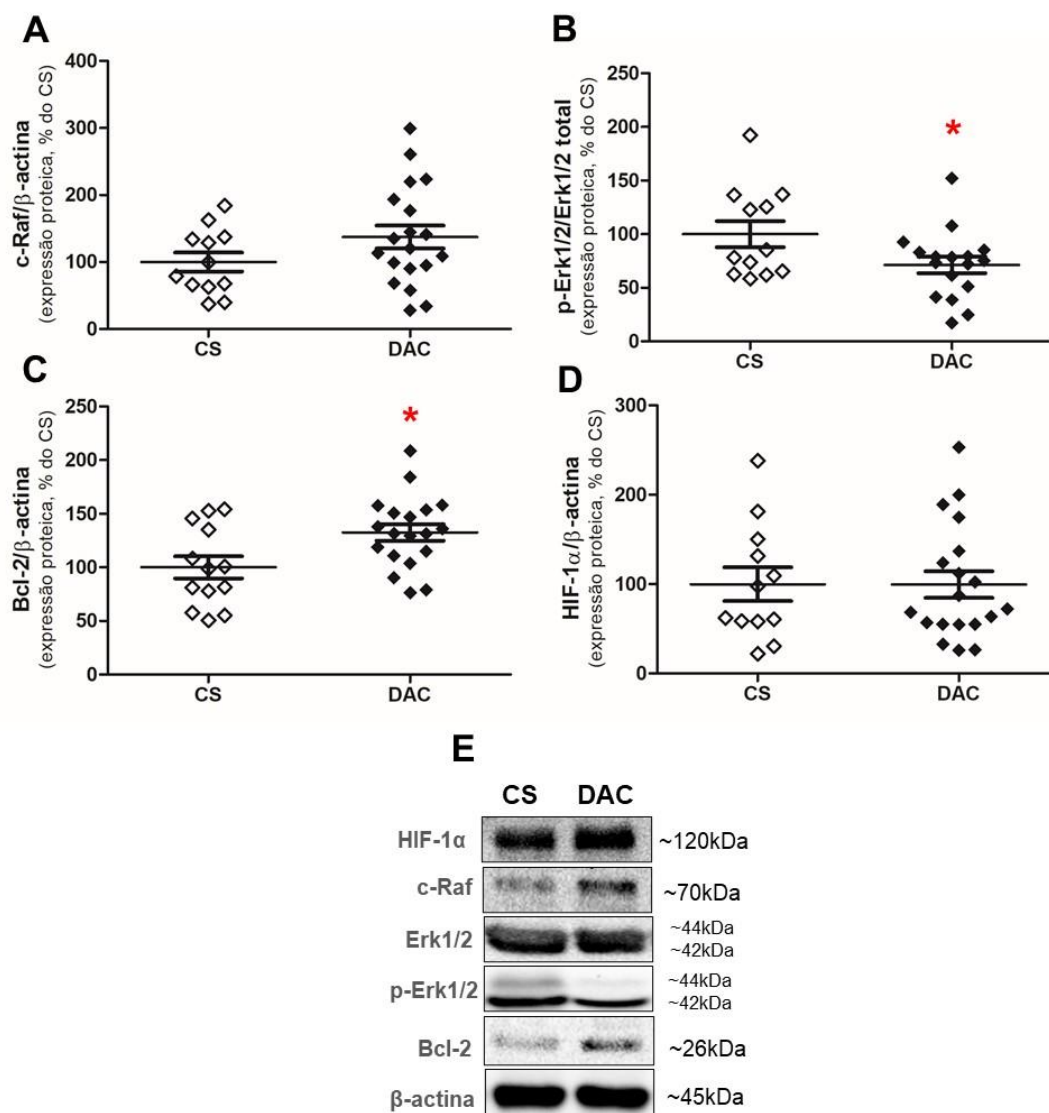 A
c-Raf/β-actina
(expressão proteica, % do CS)
400
300
200
100
0
CS DAC
B
p-Erk1/2/Erk1/2 total
(expressão proteica, % do CS)
250
200
150
100
50
0
*
CS DAC
C
Bcl-2/β-actina
(expressão proteica, % do CS)
250
200
150
100
50
0
*
CS DAC
D
HIF-1α/β-actina
(expressão proteica, % do CS)
300
200
100
0
CS DAC
E
CS DAC
HIF-1α ~120kDa
c-Raf ~70kDa
Erk1/2 ~44kDa
~42kDa
p-Erk1/2 ~44kDa
~42kDa
Bcl-2 ~26kDa
β-actina ~45kDa